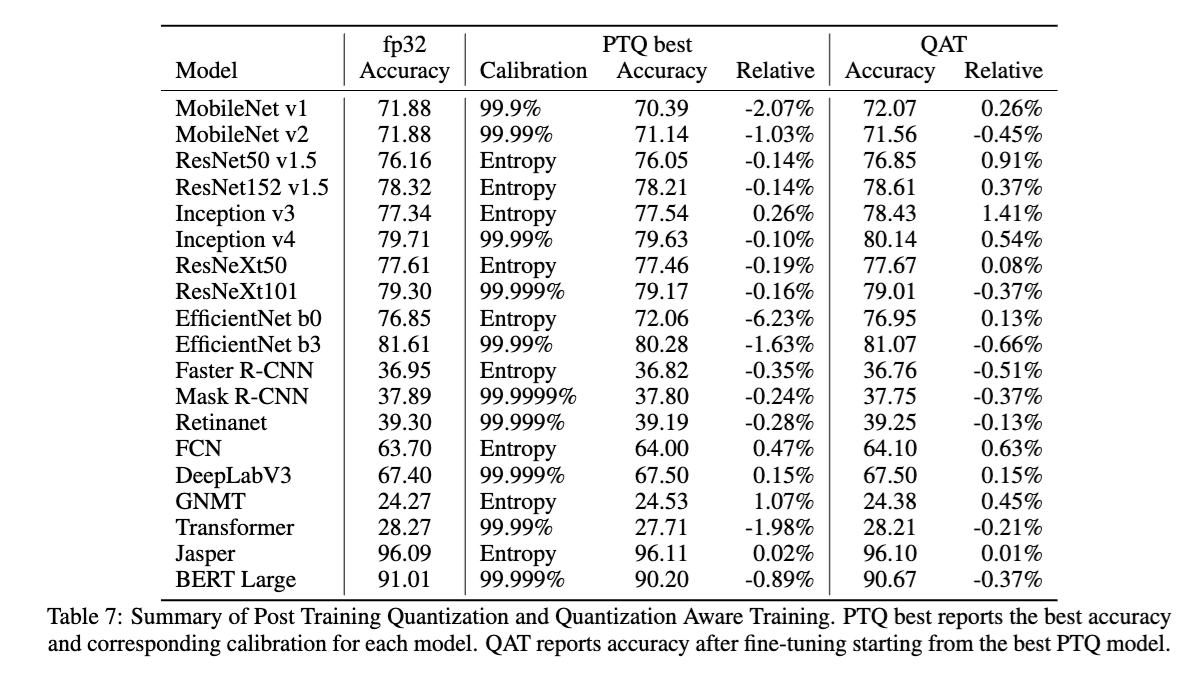 fp32 PTQ best QAT
Model Accuracy Calibration Accuracy Relative Accuracy Relative
MobileNet v1 71.88 99.9% 70.39 -2.07% 72.07 0.26%
MobileNet v2 71.88 99.99% 71.14 -1.03% 71.56 -0.45%
ResNet50 v1.5 76.16 Entropy 76.05 -0.14% 76.85 0.91%
ResNet152 v1.5 78.32 Entropy 78.21 -0.14% 78.61 0.37%
Inception v3 77.34 Entropy 77.54 0.26% 78.43 1.41%
Inception v4 79.71 99.99% 79.63 -0.10% 80.14 0.54%
ResNeXt50 77.61 Entropy 77.46 -0.19% 77.67 0.08%
ResNeXt101 79.30 99.999% 79.17 -0.16% 79.01 -0.37%
EfficientNet b0 76.85 Entropy 72.06 -6.23% 76.95 0.13%
EfficientNet b3 81.61 99.99% 80.28 -1.63% 81.07 -0.66%
Faster R-CNN 36.95 Entropy 36.82 -0.35% 36.76 -0.51%
Mask R-CNN 37.89 99.9999% 37.80 -0.24% 37.75 -0.37%
Retinanet 39.30 99.999% 39.19 -0.28% 39.25 -0.13%
FCN 63.70 Entropy 64.00 0.47% 64.10 0.63%
DeepLabV3 67.40 99.999% 67.50 0.15% 67.50 0.15%
GNMT 24.27 Entropy 24.53 1.07% 24.38 0.45%
Transformer 28.27 99.99% 27.71 -1.98% 28.21 -0.21%
Jasper 96.09 Entropy 96.11 0.02% 96.10 0.01%
BERT Large 91.01 99.999% 90.20 -0.89% 90.67 -0.37%
Table 7: Summary of Post Training Quantization and Quantization Aware Training. PTQ best reports the best accuracy
and corresponding calibration for each model. QAT reports accuracy after fine-tuning starting from the best PTQ model.